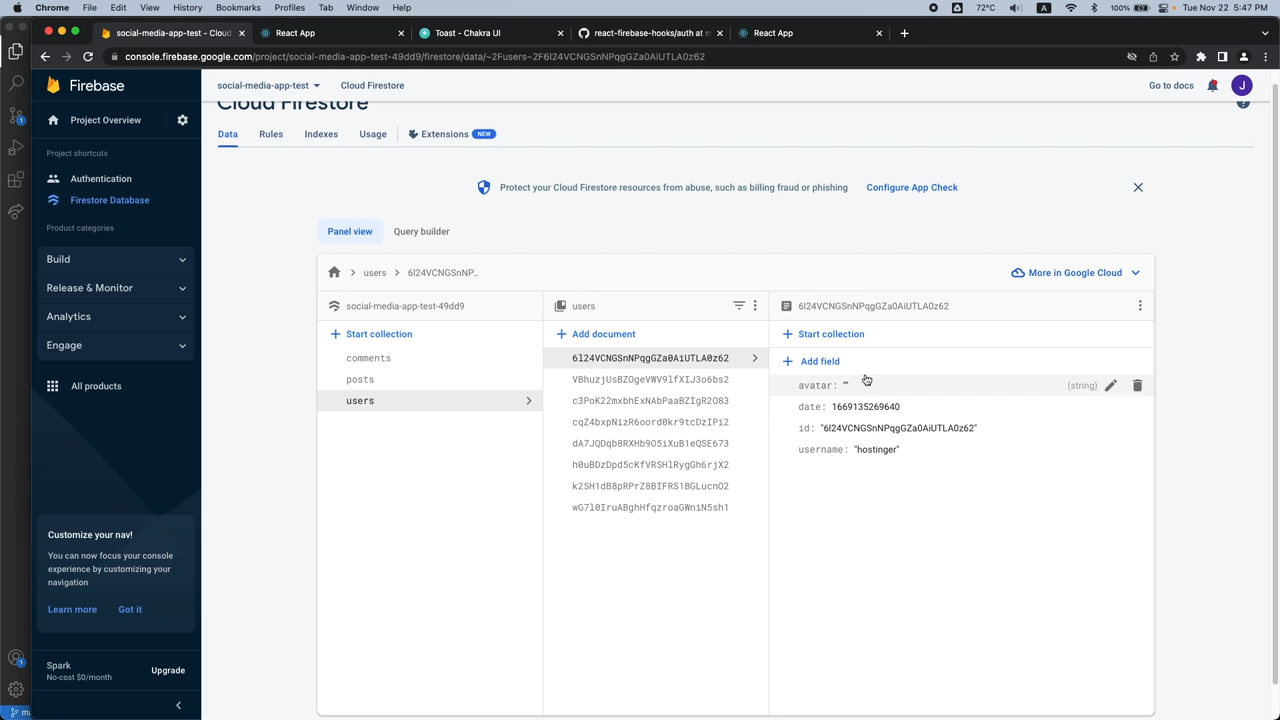 Chrome File Edit View History Bookmarks Profiles Tab Window Help
72°C A 100% Tue Nov 22 5:47 PM
social-media-app-test - Cloud
React App
Toast - Chakra UI
react-firebase-hooks/auth at m
React App
console.firebase.google.com/project/social-media-app-test-49dd9/firestore/data/~2Fusers~2F6l24VCNGSnNPqgGZa0AiUTLA0z62
Firebase
social-media-app-test
Cloud Firestore
Go to docs
J
Cloud Firestore
Project Overview
Data Rules Indexes Usage Extensions NEW
Project shortcuts
Authentication
Firestore Database
Product categories
Build
Release & Monitor
Analytics
Engage
All products
Customize your nav!
You can now focus your console
experience by customizing your
navigation
Learn more Got it
Spark
No-cost $0/month
Upgrade
Protect your Cloud Firestore resources from abuse, such as billing fraud or phishing Configure App Check
Panel view Query builder
users 6l24VCNGSnNP...
More in Google Cloud
social-media-app-test-49dd9
Start collection
comments
posts
users
users
Add document
6l24VCNGSnNPqgGZa0AiUTLA0z62
VBhuzjUsBZOgeVWV9lfXIJ3o6bs2
c3PoK22mxbhExNAbPaaBZIgR2O83
cqZ4bxpNizR6oord0kr9tcDzIPi2
dA7JQDqb8RXHb9O5iXuB1eQSE673
h0uBDzDpd5cKfVRSHlRygGh6rjX2
k2SH1dB8pRPrZ8BIFRS1BGLucnO2
wG7l0IruABghHfqzroaGWniN5sh1
6l24VCNGSnNPqgGZa0AiUTLA0z62
Start collection
Add field
avatar: "" (string)
date: 1669135269640
id: "6l24VCNGSnNPqgGZa0AiUTLA0z62"
username: "hostinger"